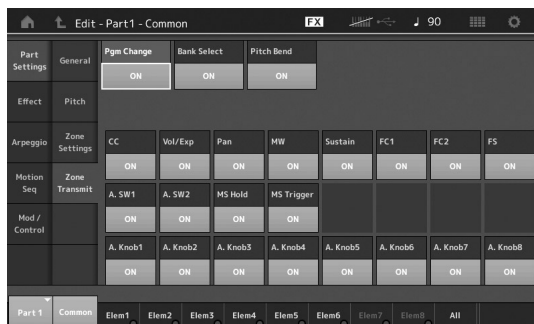 Edit - Part1 - Common FX 90
Part Settings
General
Pgm Change Bank Select Pitch Bend
ON ON ON
Effect
Pitch
Arpeggio
Zone Settings
CC Vol/Exp Pan MW Sustain FC1 FC2 FS
ON ON ON ON ON ON ON ON
Motion Seq
Zone Transmit
A. SW1 A. SW2 MS Hold MS Trigger
ON ON ON ON
Mod / Control
A. Knob1 A. Knob2 A. Knob3 A. Knob4 A. Knob5 A. Knob6 A. Knob7 A. Knob8
ON ON ON ON ON ON ON ON
Part 1 Common Elem1 Elem2 Elem3 Elem4 Elem5 Elem6 Elem7 Elem8 All